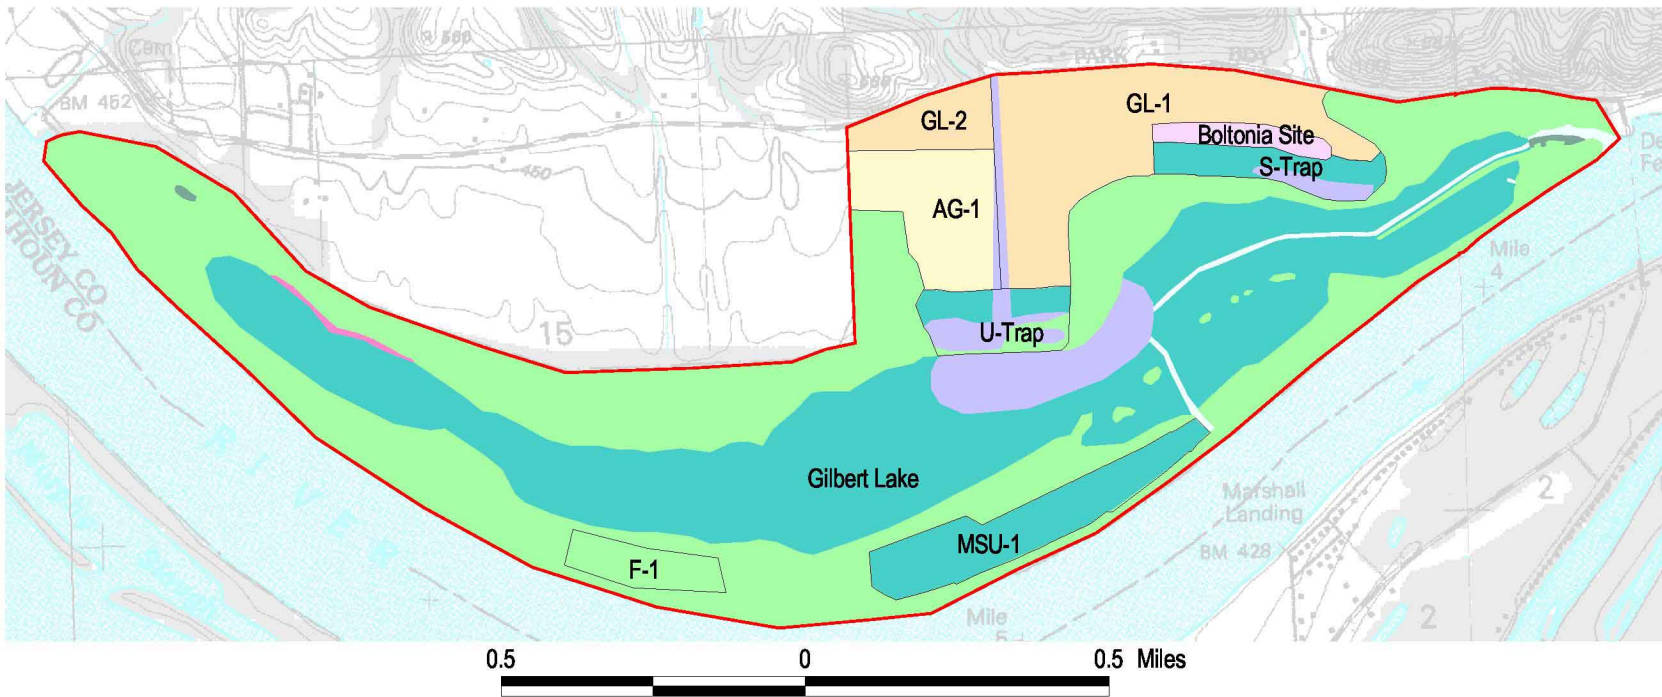 PARK BDY
BM 452
GL-2
GL-1
Boltonia Site
S-Trap
450
AG-1
JERSEY CO
LHOUN CO
Mile
4
15
U-Trap
Gilbert Lake
RIVER
Marshall
Landing
2
MSU-1
BM 428
F-1
Mile
2
0.5 0 0.5 Miles